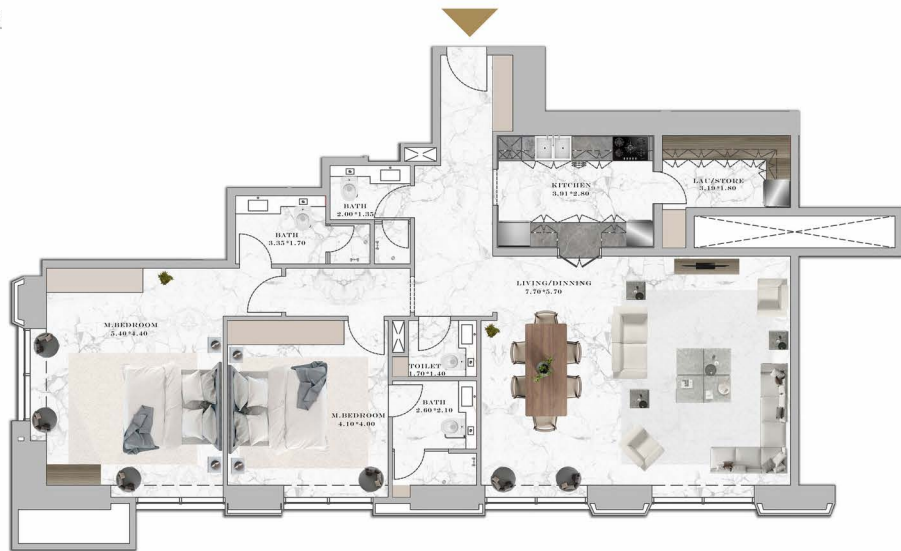 KITCHEN
3.91*2.80
LAU/STORE
3.19*1.80
BATH
2.00*1.35
BATH
3.35*1.70
LIVING/DINNING
7.70*5.70
M.BEDROOM
5.40*4.40
M.BEDROOM
4.10*4.00
TOILET
1.70*1.40
BATH
2.60*2.10